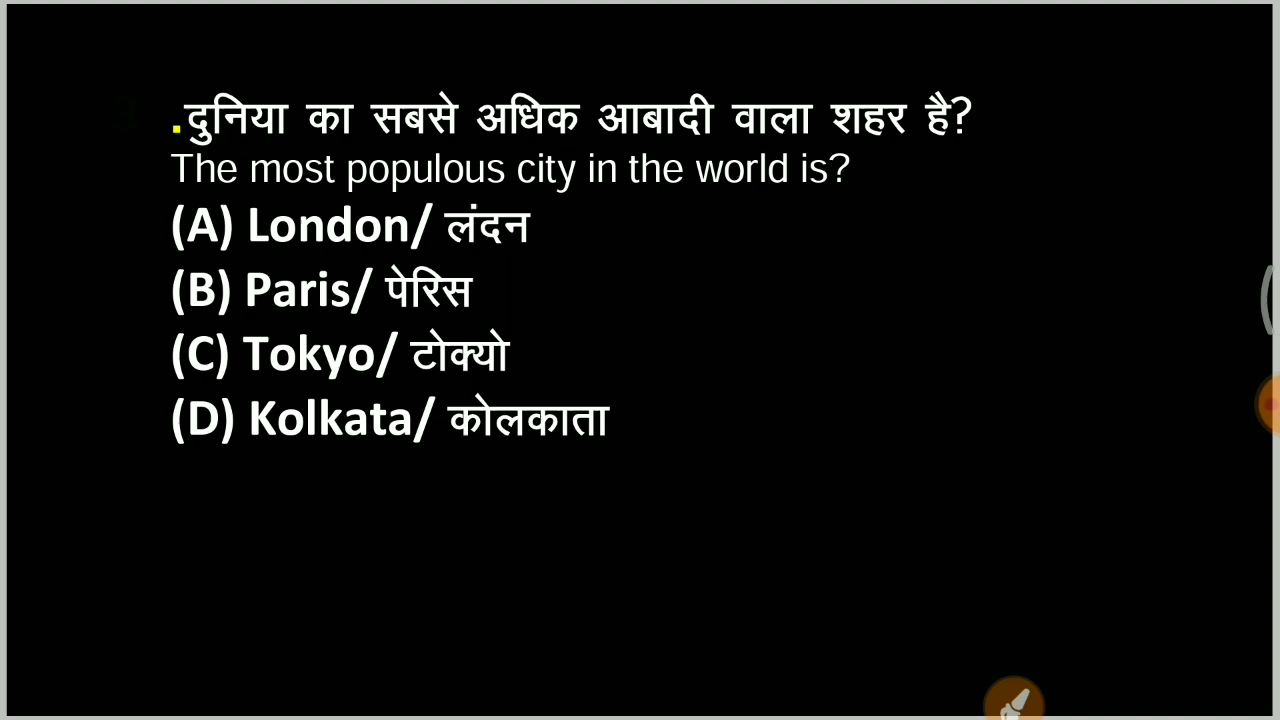 .दुनिया का सबसे अधिक आबादी वाला शहर है?
The most populous city in the world is?
(A) London/ लंदन
(B) Paris/ पेरिस
(C) Tokyo/ टोक्यो
(D) Kolkata/ कोलकाता